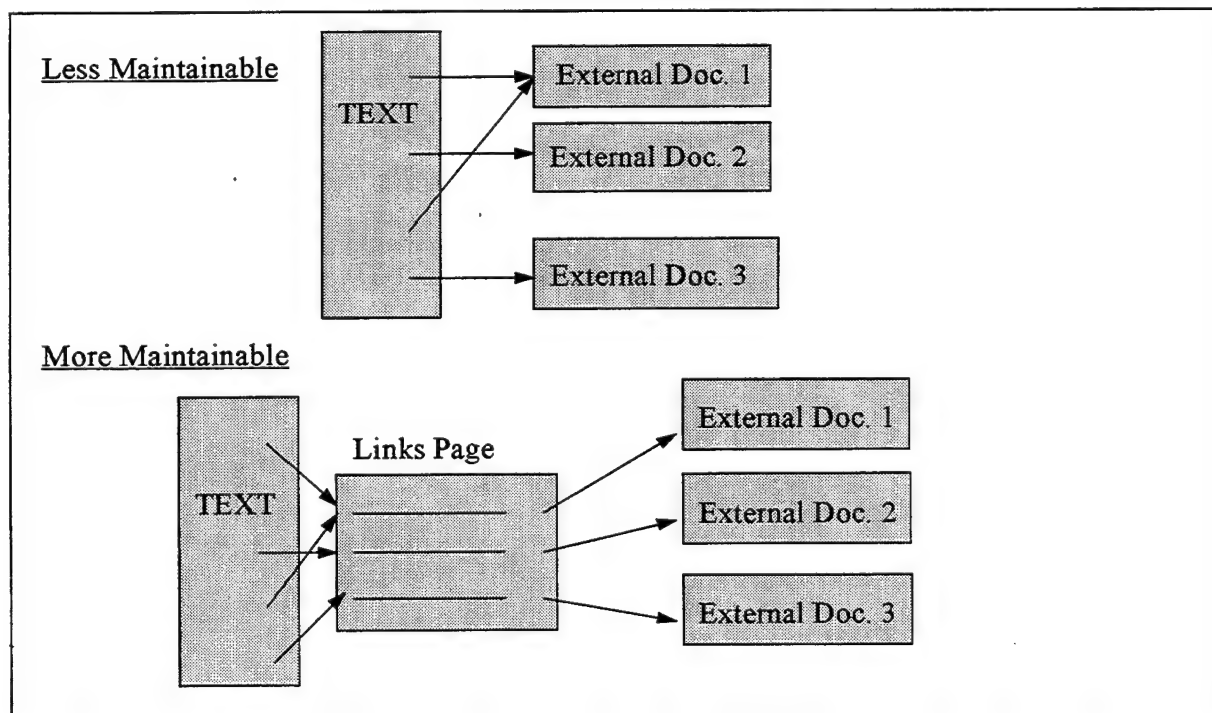 Less Maintainable
TEXT
External Doc. 1
External Doc. 2
External Doc. 3
More Maintainable
TEXT
Links Page
External Doc. 1
External Doc. 2
External Doc. 3